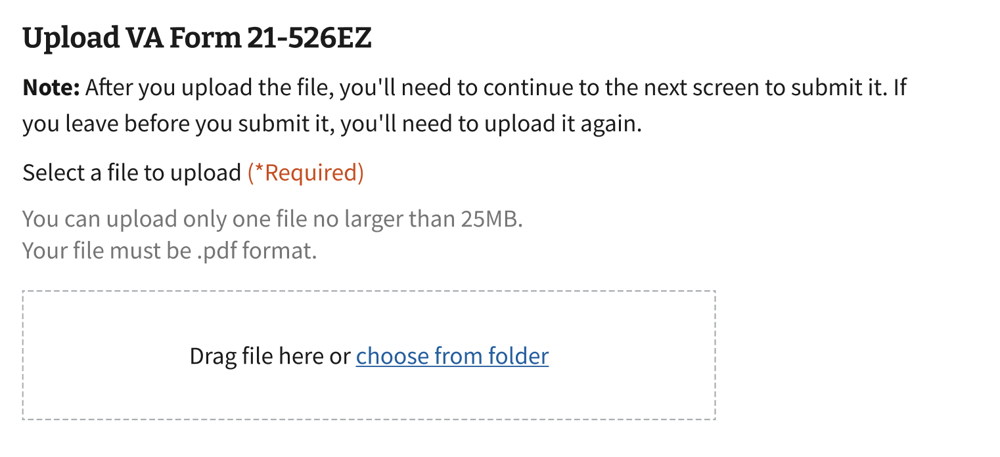 Upload VA Form 21-526EZ
Note: After you upload the file, you'll need to continue to the next screen to submit it. If
you leave before you submit it, you'll need to upload it again.
Select a file to upload (*Required)
You can upload only one file no larger than 25MB.
Your file must be .pdf format.
Drag file here or choose from folder